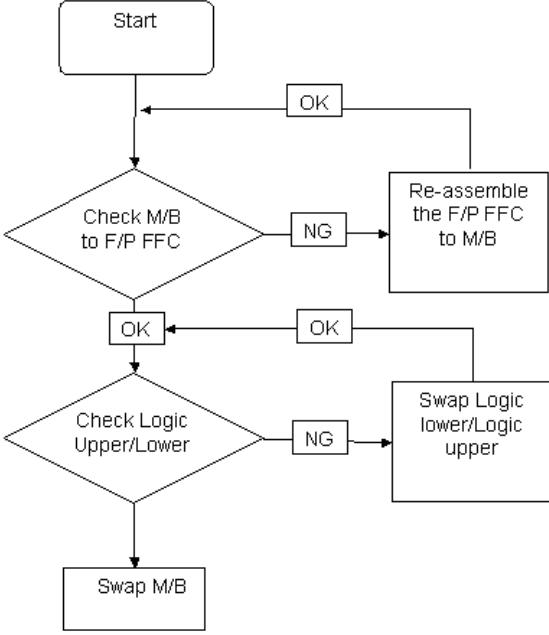 Start
OK
Check M/B
to F/P FFC
NG
Re-assemble
the F/P FFC
to M/B
OK
OK
Check Logic
Upper/Lower
NG
Swap Logic
lower/Logic
upper
Swap M/B